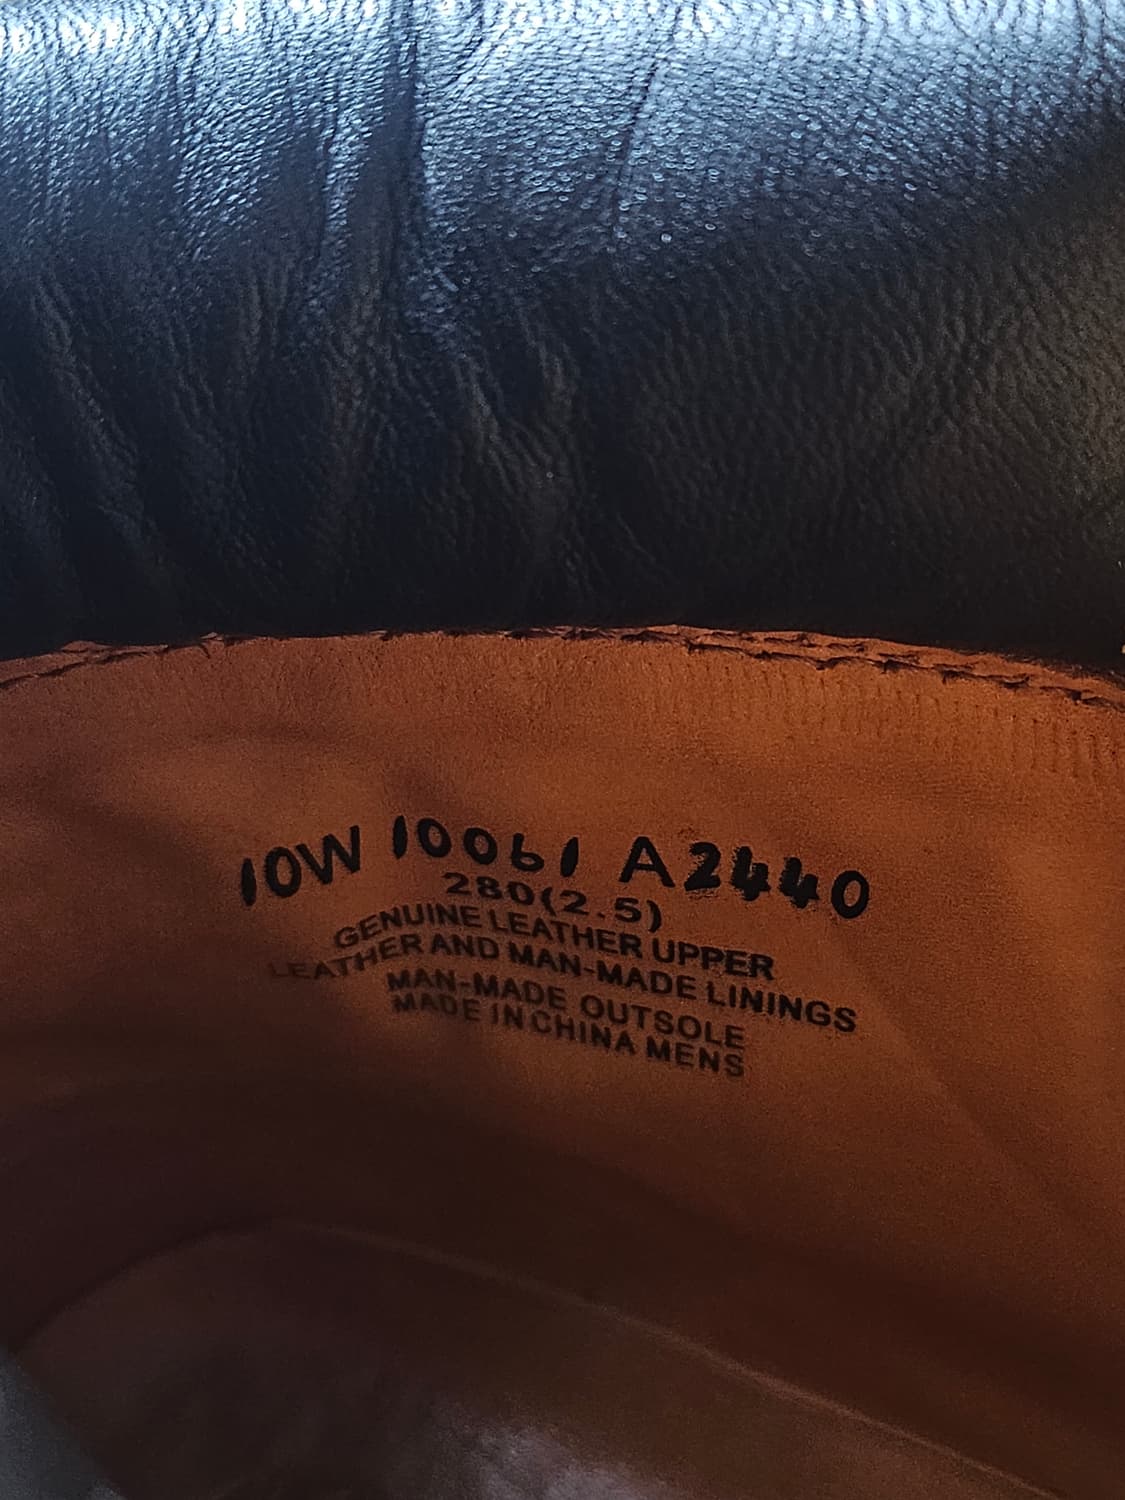 10W 10061 A2440
280(2.5)
GENUINE LEATHER UPPER
LEATHER AND MAN-MADE LININGS
MAN-MADE OUTSOLE
MADE IN CHINA MENS